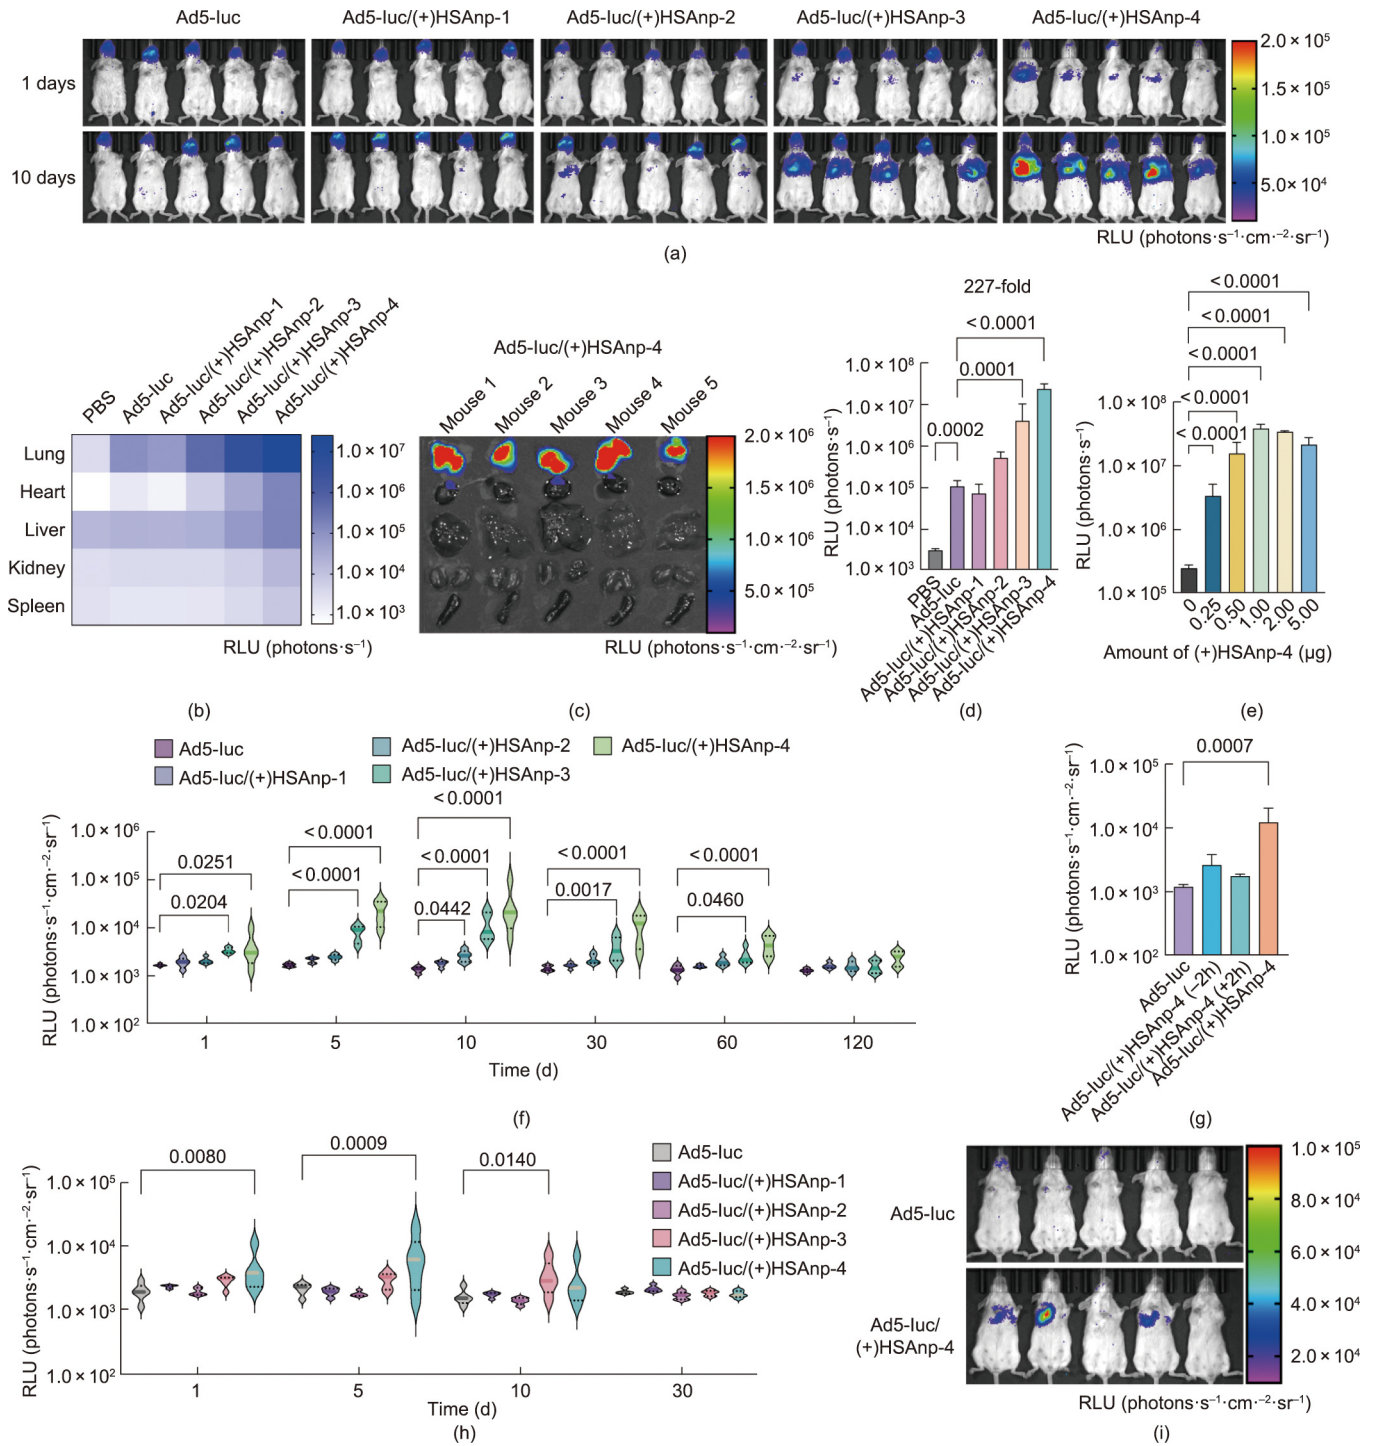 Ad5-luc
Ad5-luc/(+)HSAnp-1
Ad5-luc/(+)HSAnp-2
Ad5-luc/(+)HSAnp-3
Ad5-luc/(+)HSAnp-4
1 days
10 days
2.0 × 10⁵
1.5 × 10⁵
1.0 × 10⁵
5.0 × 10⁴
RLU (photons·s⁻¹·cm·⁻²·sr⁻¹)
(a)
PBS
Ad5-luc
Ad5-luc/(+)HSAnp-1
Ad5-luc/(+)HSAnp-2
Ad5-luc/(+)HSAnp-3
Ad5-luc/(+)HSAnp-4
Lung
Heart
Liver
Kidney
Spleen
1.0 × 10⁷
1.0 × 10⁶
1.0 × 10⁵
1.0 × 10⁴
1.0 × 10³
RLU (photons·s⁻¹)
(b)
Ad5-luc/(+)HSAnp-4
Mouse 1
Mouse 2
Mouse 3
Mouse 4
Mouse 5
2.0 × 10⁶
1.5 × 10⁶
1.0 × 10⁶
5.0 × 10⁵
RLU (photons·s⁻¹·cm·⁻²·sr⁻¹)
(c)
227-fold
< 0.0001
0.0001
0.0002
RLU (photons·s⁻¹)
1.0 × 10⁸
1.0 × 10⁷
1.0 × 10⁶
1.0 × 10⁵
1.0 × 10⁴
1.0 × 10³
PBS
Ad5-luc
Ad5-luc/(+)HSAnp-1
Ad5-luc/(+)HSAnp-2
Ad5-luc/(+)HSAnp-3
Ad5-luc/(+)HSAnp-4
(d)
< 0.0001
< 0.0001
< 0.0001
< 0.0001
< 0.0001
RLU (photons·s⁻¹)
1.0 × 10⁸
1.0 × 10⁷
1.0 × 10⁶
1.0 × 10⁵
0
0.25
0.50
1.00
2.00
5.00
Amount of (+)HSAnp-4 (μg)
(e)
Ad5-luc
Ad5-luc/(+)HSAnp-2
Ad5-luc/(+)HSAnp-4
Ad5-luc/(+)HSAnp-1
Ad5-luc/(+)HSAnp-3
RLU (photons·s⁻¹·cm·⁻²·sr⁻¹)
1.0 × 10⁶
1.0 × 10⁵
1.0 × 10⁴
1.0 × 10³
1.0 × 10²
0.0251
0.0204
< 0.0001
< 0.0001
< 0.0001
< 0.0001
0.0442
< 0.0001
0.0017
< 0.0001
0.0460
1
5
10
30
60
120
Time (d)
(f)
0.0007
RLU (photons·s⁻¹·cm·⁻²·sr⁻¹)
1.0 × 10⁵
1.0 × 10⁴
1.0 × 10³
1.0 × 10²
Ad5-luc
Ad5-luc/(+)HSAnp-4 (−2h)
Ad5-luc/(+)HSAnp-4 (+2h)
Ad5-luc/(+)HSAnp-4
(g)
RLU (photons·s⁻¹·cm·⁻²·sr⁻¹)
1.0 × 10⁵
1.0 × 10⁴
1.0 × 10³
1.0 × 10²
0.0080
0.0009
0.0140
Ad5-luc
Ad5-luc/(+)HSAnp-1
Ad5-luc/(+)HSAnp-2
Ad5-luc/(+)HSAnp-3
Ad5-luc/(+)HSAnp-4
1
5
10
30
Time (d)
(h)
Ad5-luc
Ad5-luc/
(+)HSAnp-4
1.0 × 10⁵
8.0 × 10⁴
6.0 × 10⁴
4.0 × 10⁴
2.0 × 10⁴
RLU (photons·s⁻¹·cm·⁻²·sr⁻¹)
(i)